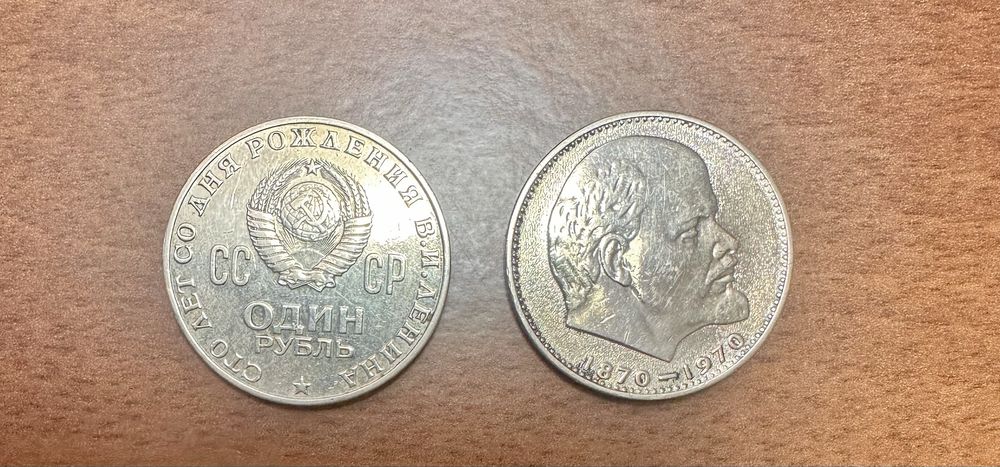 СТО ЛЕТ СО ДНЯ РОЖДЕНИЯ В.И.ЛЕНИНА
СС СР
ОДИН
РУБЛЬ
1870–1970